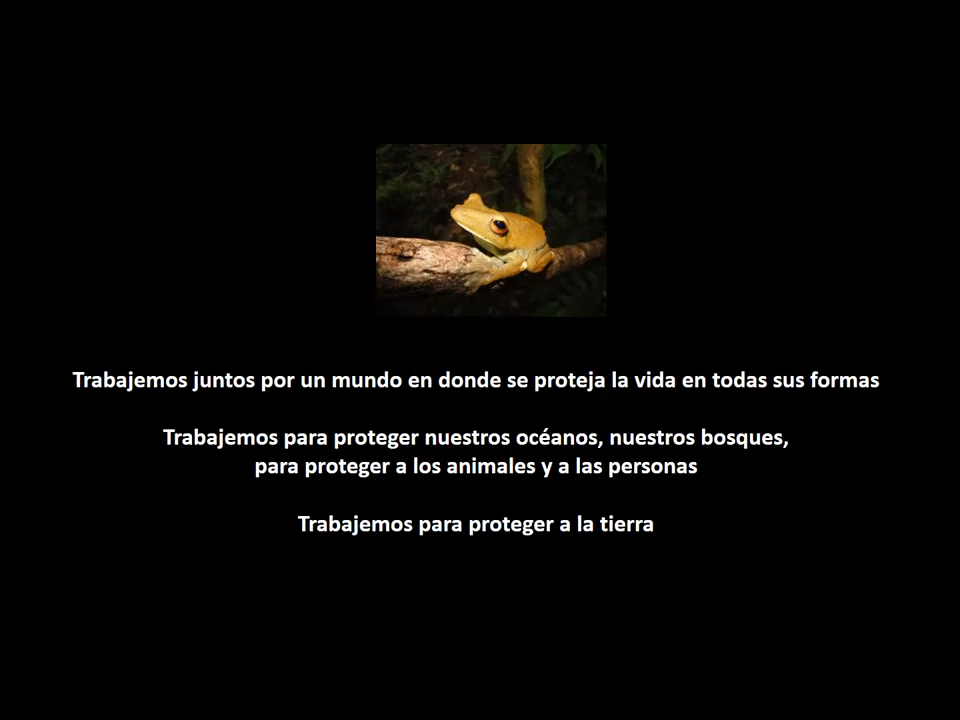 Trabajemos juntos por un mundo en donde se proteja la vida en todas sus formas
Trabajemos para proteger nuestros océanos, nuestros bosques,
para proteger a los animales y a las personas
Trabajemos para proteger a la tierra